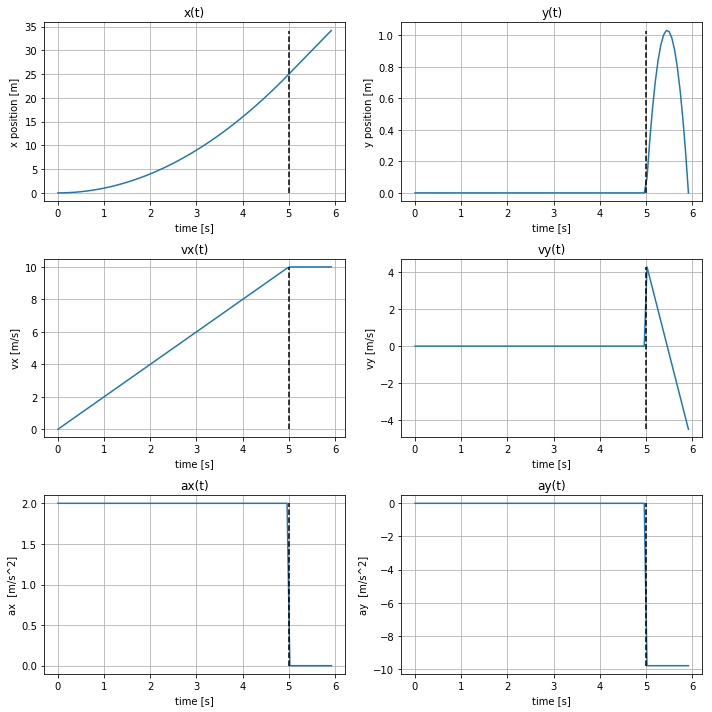 x(t)
35
30
25
20
15
10
5
0
x position [m]
0 1 2 3 4 5 6
time [s]
y(t)
1.0
0.8
0.6
0.4
0.2
0.0
y position [m]
0 1 2 3 4 5 6
time [s]
vx(t)
10
8
6
4
2
0
vx [m/s]
0 1 2 3 4 5 6
time [s]
vy(t)
4
2
0
−2
−4
vy [m/s]
0 1 2 3 4 5 6
time [s]
ax(t)
2.0
1.5
1.0
0.5
0.0
ax [m/s^2]
0 1 2 3 4 5 6
time [s]
ay(t)
0
−2
−4
−6
−8
−10
ay [m/s^2]
0 1 2 3 4 5 6
time [s]